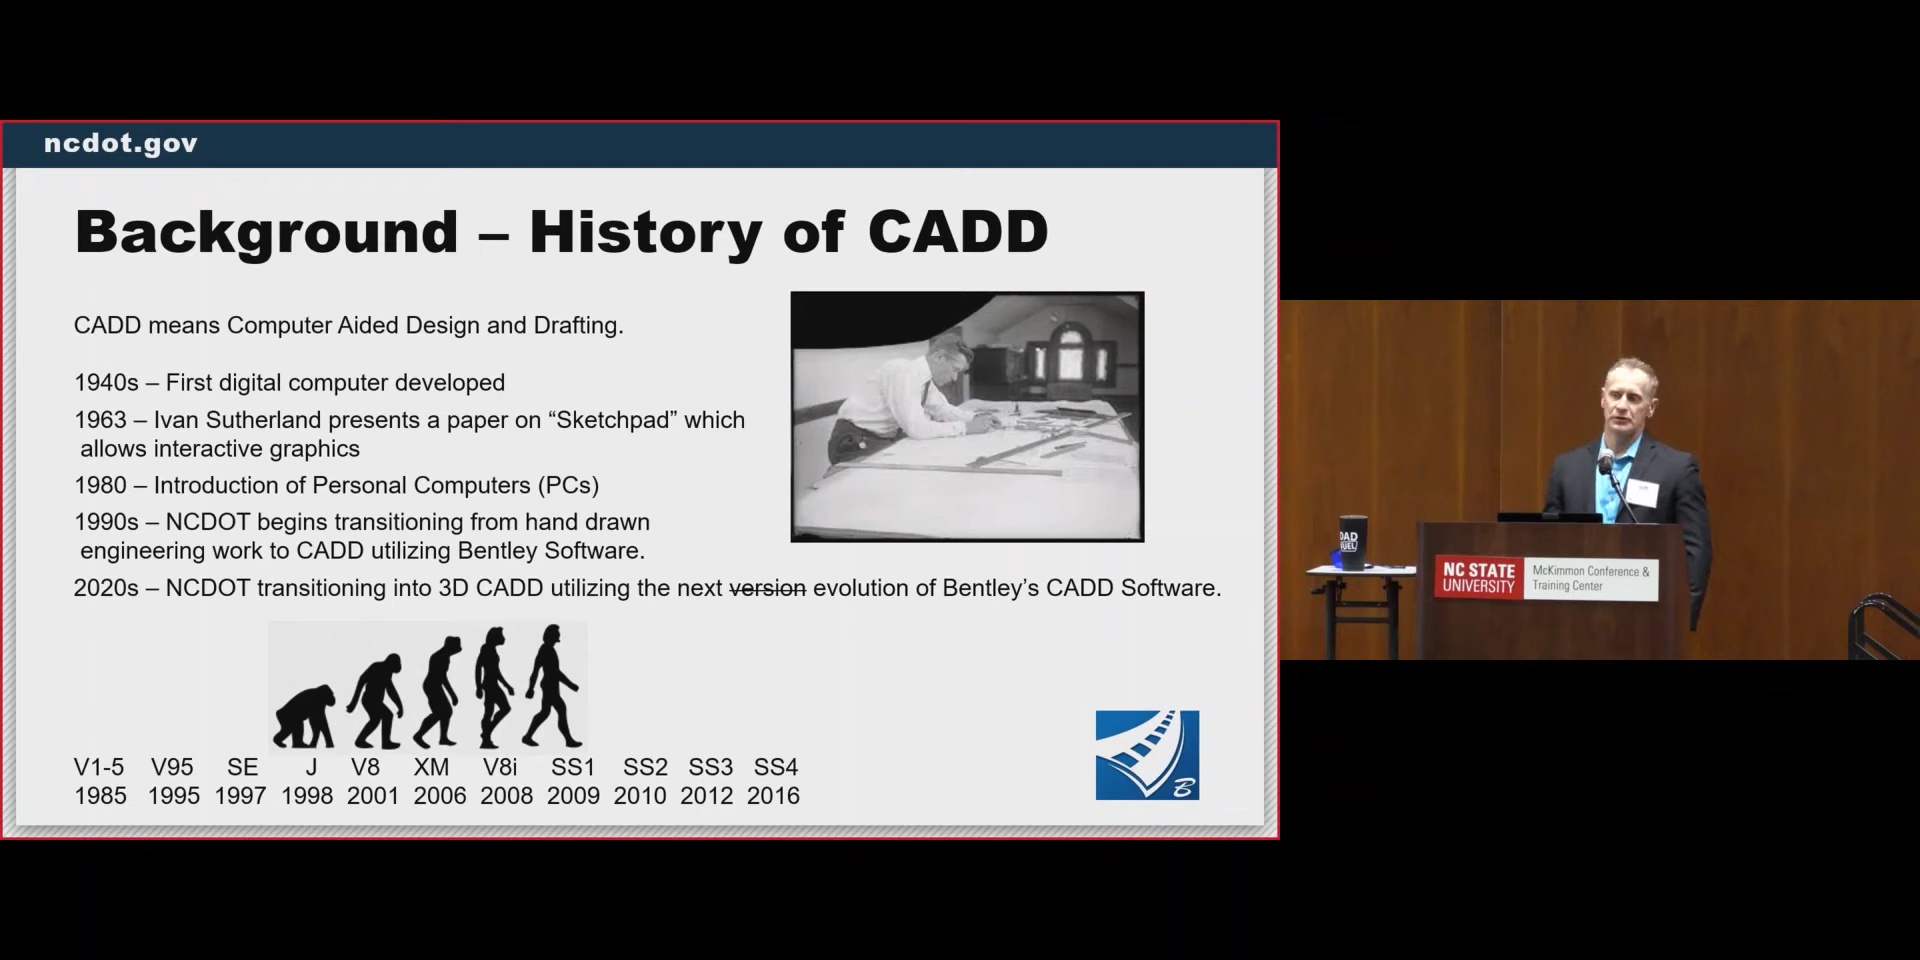 ncdot.gov
Background – History of CADD
CADD means Computer Aided Design and Drafting.
1940s – First digital computer developed
1963 – Ivan Sutherland presents a paper on “Sketchpad” which
allows interactive graphics
1980 – Introduction of Personal Computers (PCs)
1990s – NCDOT begins transitioning from hand drawn
engineering work to CADD utilizing Bentley Software.
2020s – NCDOT transitioning into 3D CADD utilizing the next version evolution of Bentley’s CADD Software.
V1-5 V95 SE J V8 XM V8i SS1 SS2 SS3 SS4
1985 1995 1997 1998 2001 2006 2008 2009 2010 2012 2016
B
NC STATE
UNIVERSITY
McKimmon Conference &
Training Center